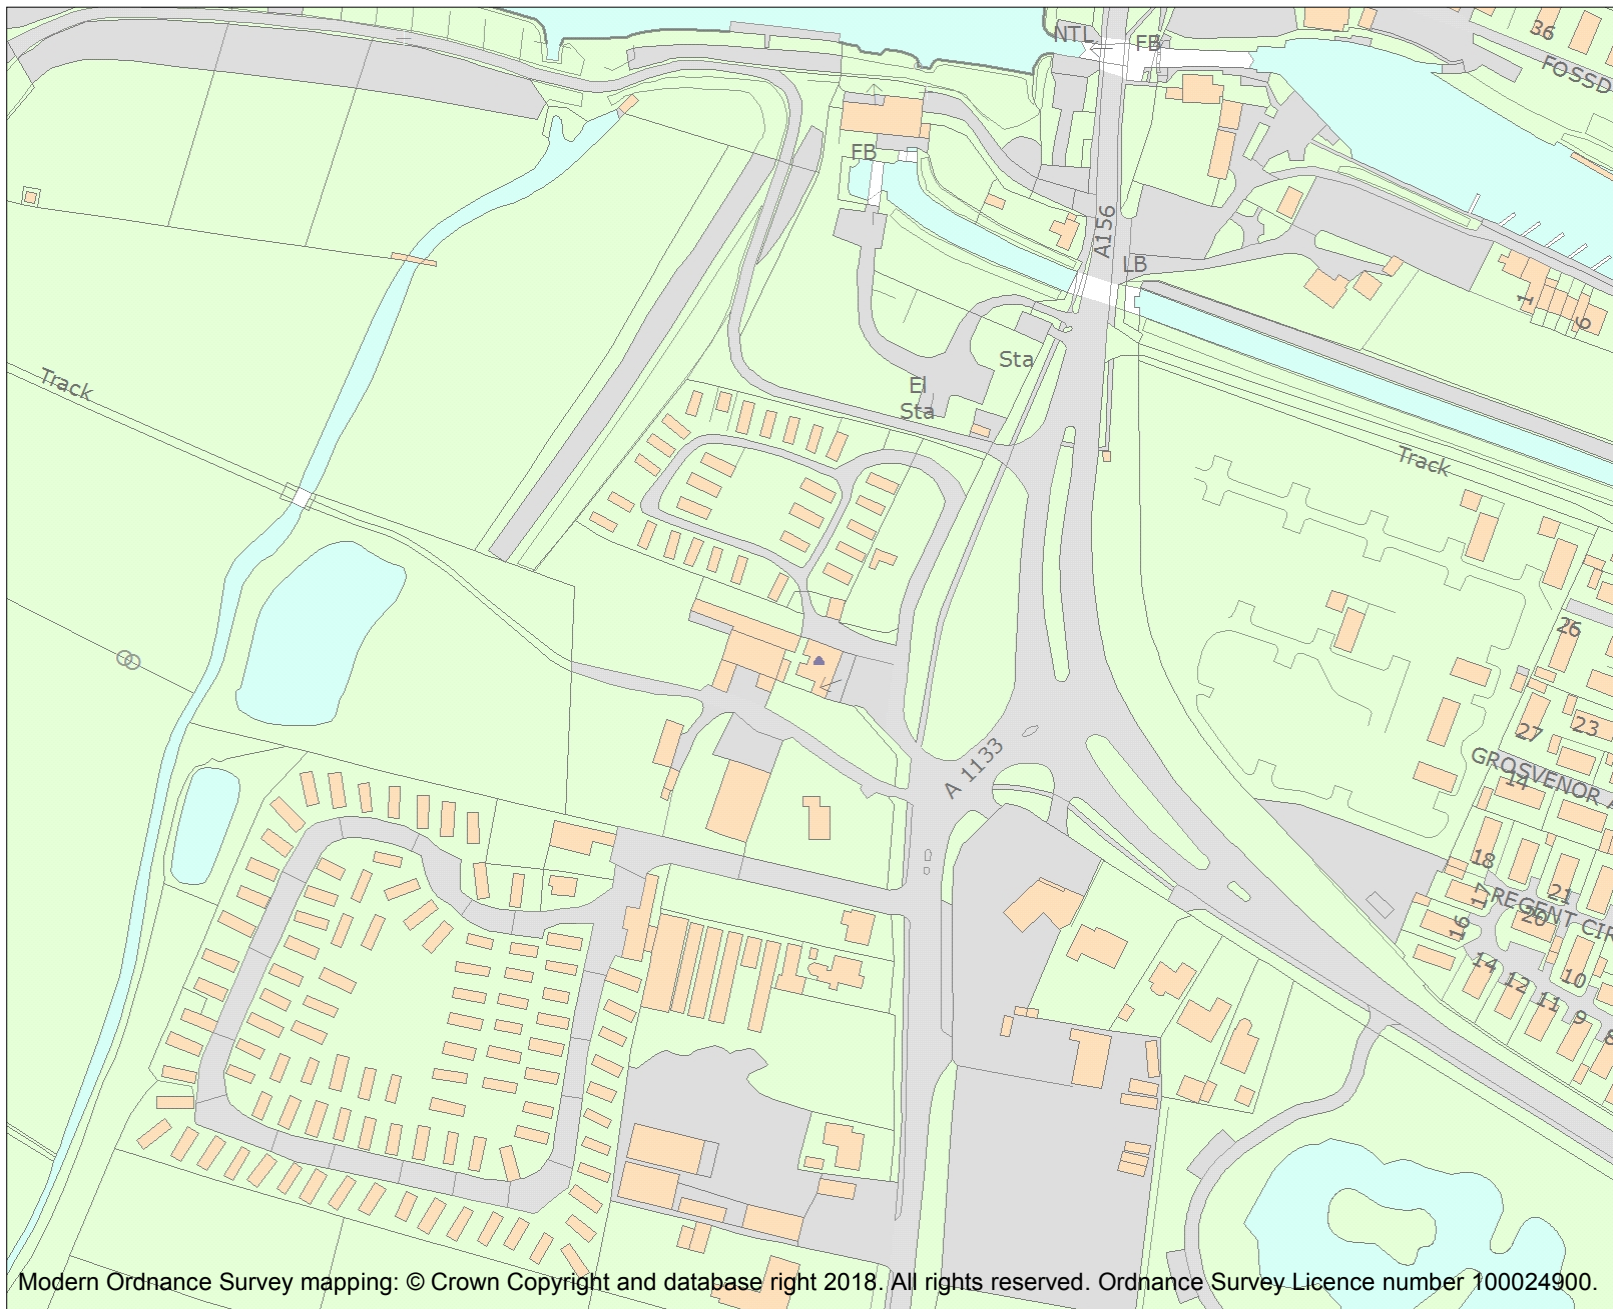 NTL
FB
36
FOSSD
FB
A156
LB
1
6
Sta
Track
El
Sta
Track
26
27
23
A 1133
GROSVENOR A
14
18
17
21
REGENT CIR
20
16
14
12
11
10
9
8
Modern Ordnance Survey mapping: © Crown Copyright and database right 2018. All rights reserved. Ordnance Survey Licence number 100024900.